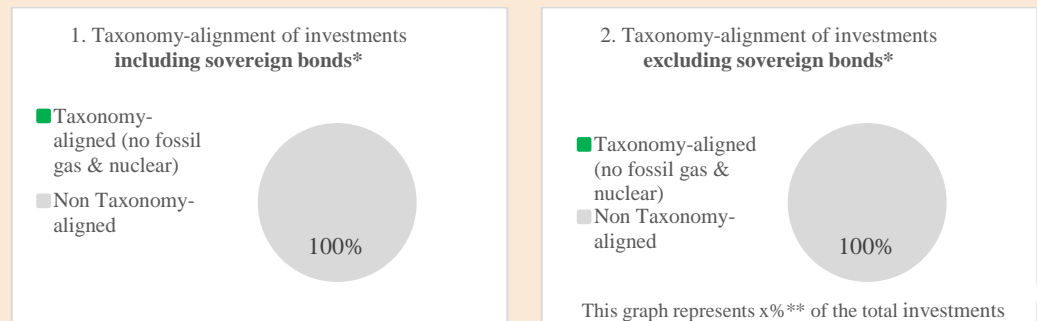 1. Taxonomy-alignment of investments
including sovereign bonds*
Taxonomy-
aligned (no fossil
gas & nuclear)
Non Taxonomy-
aligned
100%
2. Taxonomy-alignment of investments
excluding sovereign bonds*
Taxonomy-aligned
(no fossil gas &
nuclear)
Non Taxonomy-
aligned
100%
This graph represents x%** of the total investments